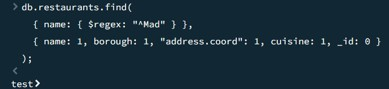 > db.restaurants.find(
{ name: { $regex: "^Mad" } },
{ name: 1, borough: 1, "address.coord": 1, cuisine: 1, _id: 0 }
);
<
test>